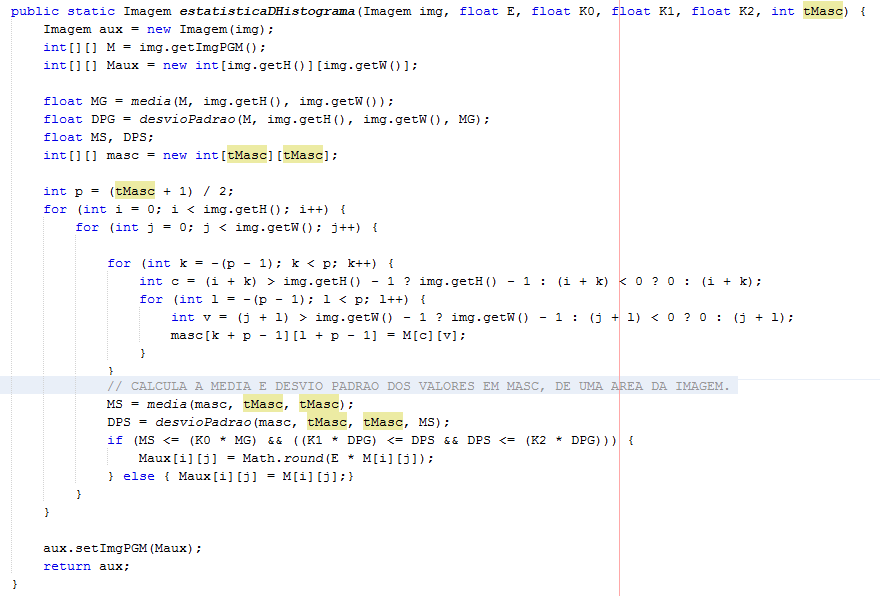 public static Imagem estatisticaDHistograma(Imagem img, float E, float K0, float K1, float K2, int tMasc) {
    Imagem aux = new Imagem(img);
    int[][] M = img.getImgPGM();
    int[][] Maux = new int[img.getH()][img.getW()];

    float MG = media(M, img.getH(), img.getW());
    float DPG = desvioPadrao(M, img.getH(), img.getW(), MG);
    float MS, DPS;
    int[][] masc = new int[tMasc][tMasc];

    int p = (tMasc + 1) / 2;
    for (int i = 0; i < img.getH(); i++) {
        for (int j = 0; j < img.getW(); j++) {

            for (int k = -(p - 1); k < p; k++) {
                int c = (i + k) > img.getH() - 1 ? img.getH() - 1 : (i + k) < 0 ? 0 : (i + k);
                for (int l = -(p - 1); l < p; l++) {
                    int v = (j + l) > img.getW() - 1 ? img.getW() - 1 : (j + l) < 0 ? 0 : (j + l);
                    masc[k + p - 1][l + p - 1] = M[c][v];
                }
            }
            // CALCULA A MEDIA E DESVIO PADRAO DOS VALORES EM MASC, DE UMA AREA DA IMAGEM.
            MS = media(masc, tMasc, tMasc);
            DPS = desvioPadrao(masc, tMasc, tMasc, MS);
            if (MS <= (K0 * MG) && ((K1 * DPG) <= DPS && DPS <= (K2 * DPG))) {
                Maux[i][j] = Math.round(E * M[i][j]);
            } else { Maux[i][j] = M[i][j];}
        }
    }

    aux.setImgPGM(Maux);
    return aux;
}